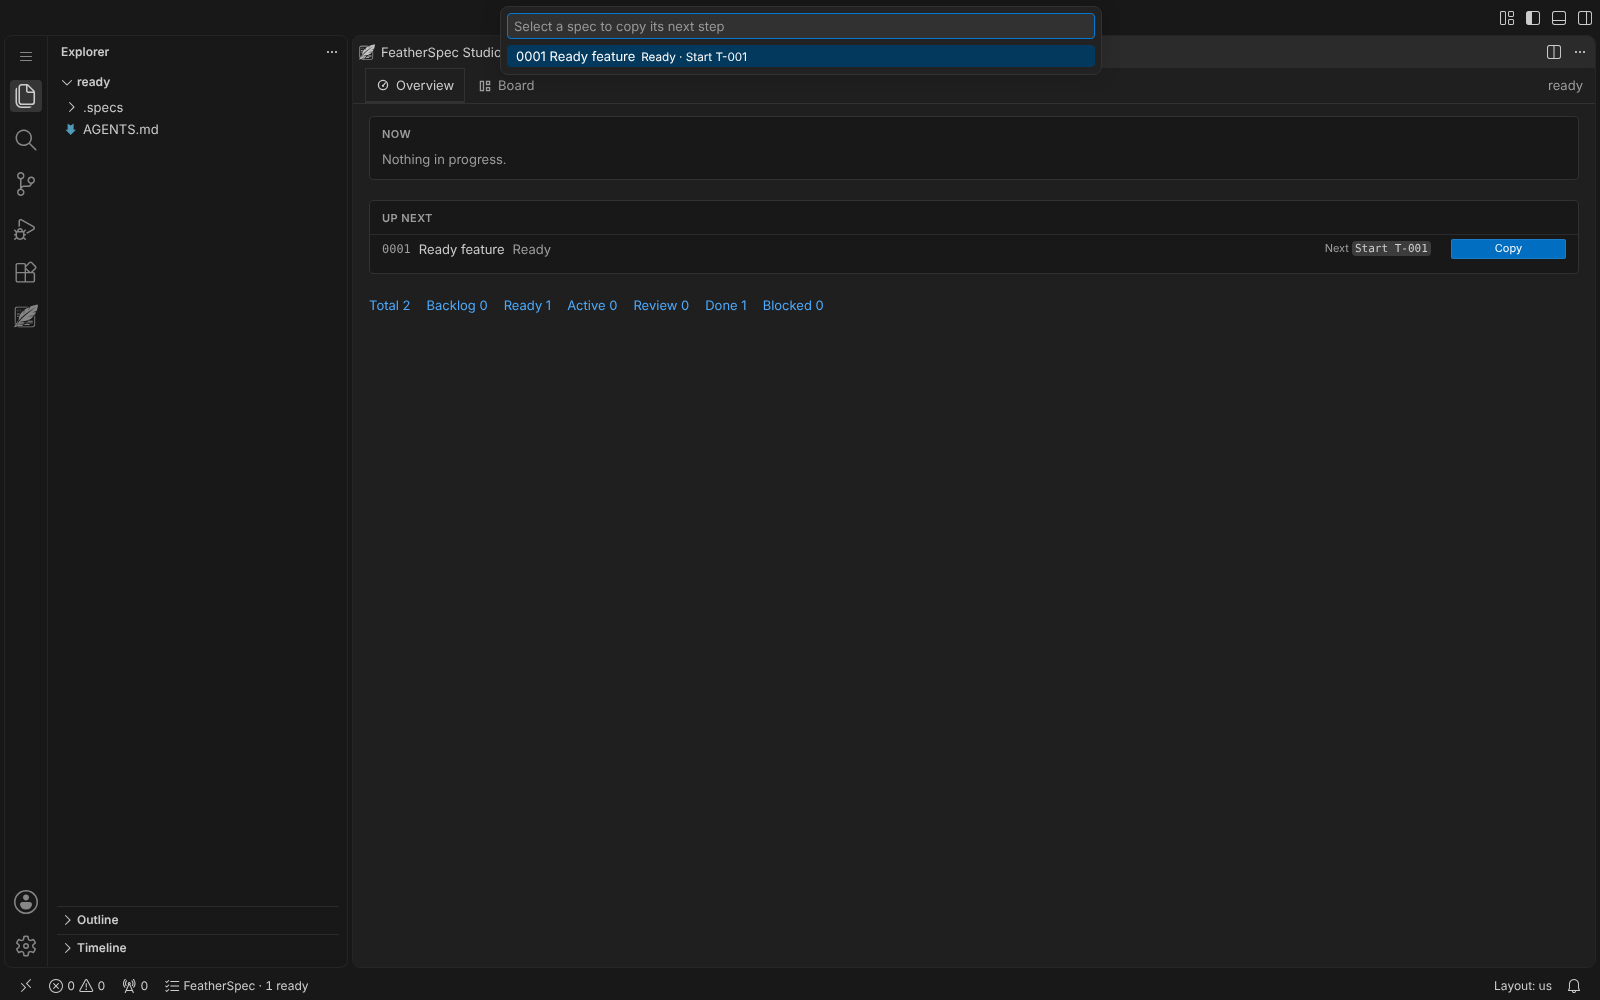 Select a spec to copy its next step
0001 Ready feature Ready · Start T-001
Explorer
ready
.specs
AGENTS.md
Outline
Timeline
FeatherSpec Studio
Overview
Board
ready
NOW
Nothing in progress.
UP NEXT
0001 Ready feature Ready Next Start T-001 Copy
Total 2 Backlog 0 Ready 1 Active 0 Review 0 Done 1 Blocked 0
0 0 0 FeatherSpec · 1 ready Layout: us